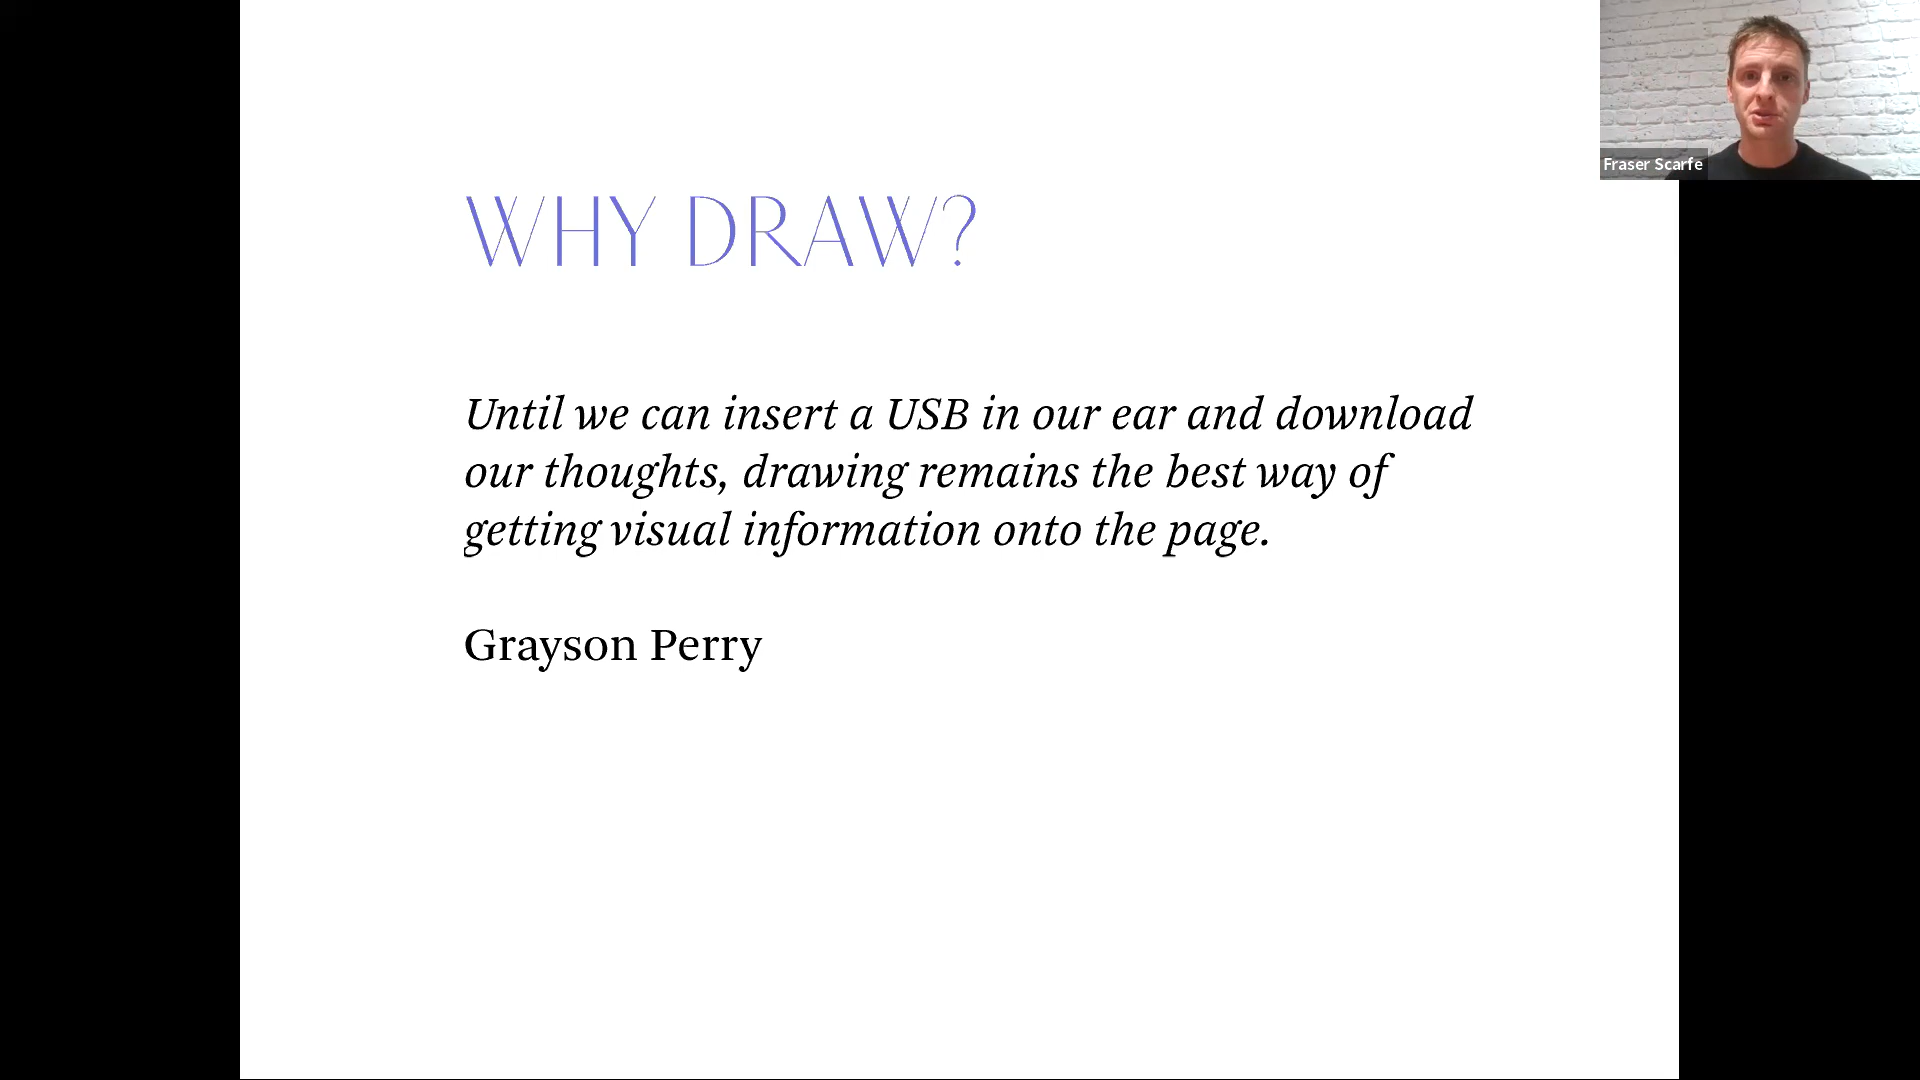 WHY DRAW?
Until we can insert a USB in our ear and download
our thoughts, drawing remains the best way of
getting visual information onto the page.
Grayson Perry
Fraser Scarfe